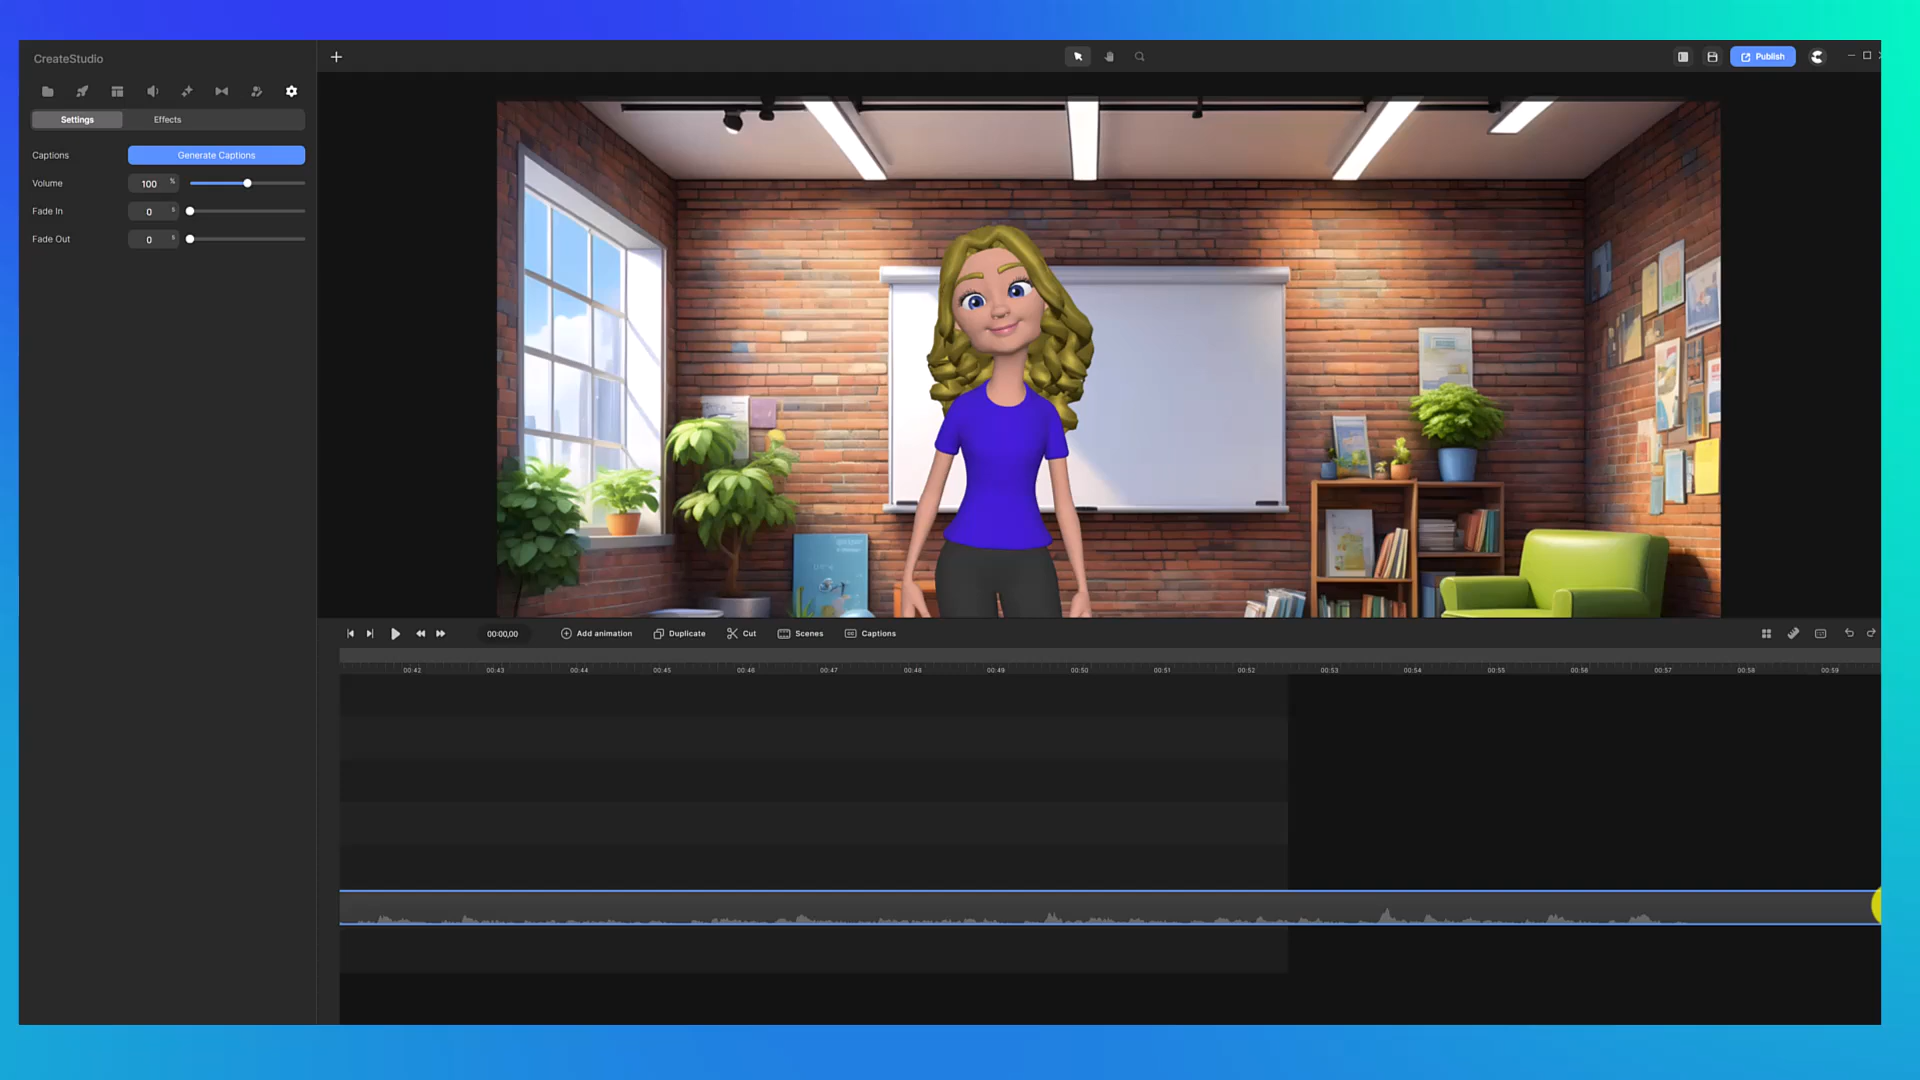 CreateStudio
Publish
Settings
Effects
Captions
Generate Captions
Volume
100
%
Fade In
0
s
Fade Out
0
s
00:00,00
Add animation
Duplicate
Cut
Scenes
Captions
00:42
00:43
00:44
00:45
00:46
00:47
00:48
00:49
00:50
00:51
00:52
00:53
00:54
00:55
00:56
00:57
00:58
00:59